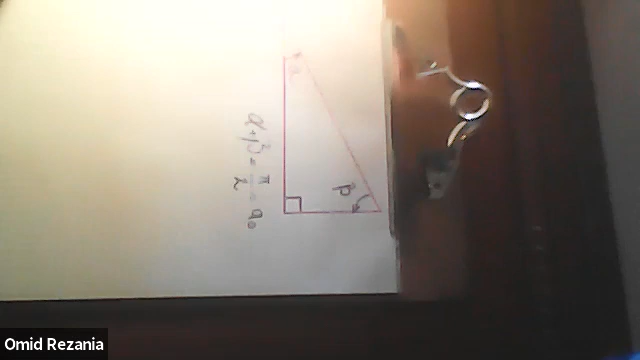 α
β
α + β = π/2 = 90
Omid Rezania